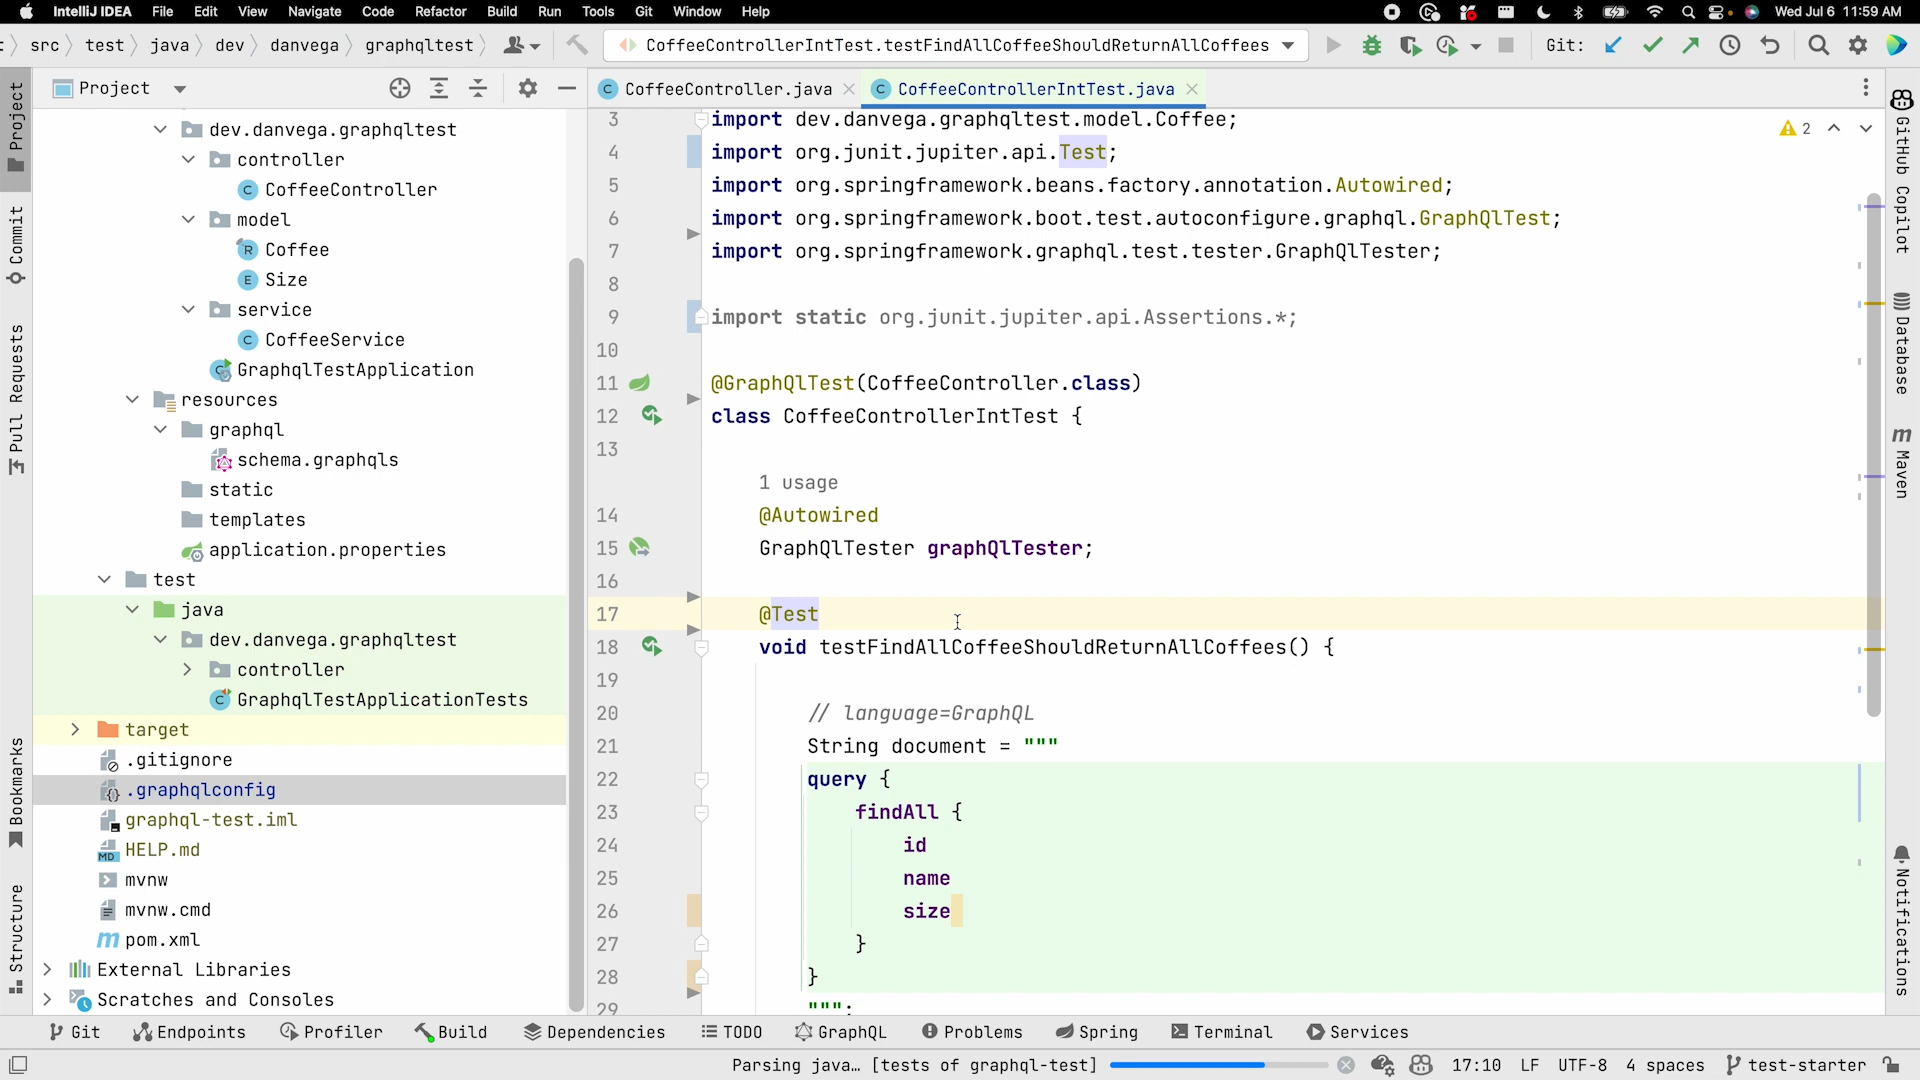 IntelliJ IDEA File Edit View Navigate Code Refactor Build Run Tools Git Window Help Wed Jul 6 11:59 AM
src test java dev danvega graphqltest CoffeeControllerIntTest.testFindAllCoffeeShouldReturnAllCoffees Git:
Project
CoffeeController.java
CoffeeControllerIntTest.java
Project
Commit
Pull Requests
Bookmarks
Structure
dev.danvega.graphqltest
controller
CoffeeController
model
Coffee
Size
service
CoffeeService
GraphqlTestApplication
resources
graphql
schema.graphqls
static
templates
application.properties
test
java
dev.danvega.graphqltest
controller
GraphqlTestApplicationTests
target
.gitignore
.graphqlconfig
graphql-test.iml
HELP.md
mvnw
mvnw.cmd
pom.xml
External Libraries
Scratches and Consoles
2
3 import dev.danvega.graphqltest.model.Coffee;
4 import org.junit.jupiter.api.Test;
5 import org.springframework.beans.factory.annotation.Autowired;
6 import org.springframework.boot.test.autoconfigure.graphql.GraphQlTest;
7 import org.springframework.graphql.test.tester.GraphQlTester;
8
9 import static org.junit.jupiter.api.Assertions.*;
10
11 @GraphQlTest(CoffeeController.class)
12 class CoffeeControllerIntTest {
13
1 usage
14 @Autowired
15 GraphQlTester graphQlTester;
16
17 @Test
18 void testFindAllCoffeeShouldReturnAllCoffees() {
19
20 // language=GraphQL
21 String document = """
22 query {
23 findAll {
24 id
25 name
26 size
27 }
28 }
29 """;
GitHub Copilot
Database
Maven
Notifications
Git Endpoints Profiler Build Dependencies TODO GraphQL Problems Spring Terminal Services
Parsing java… [tests of graphql-test] 17:10 LF UTF-8 4 spaces test-starter